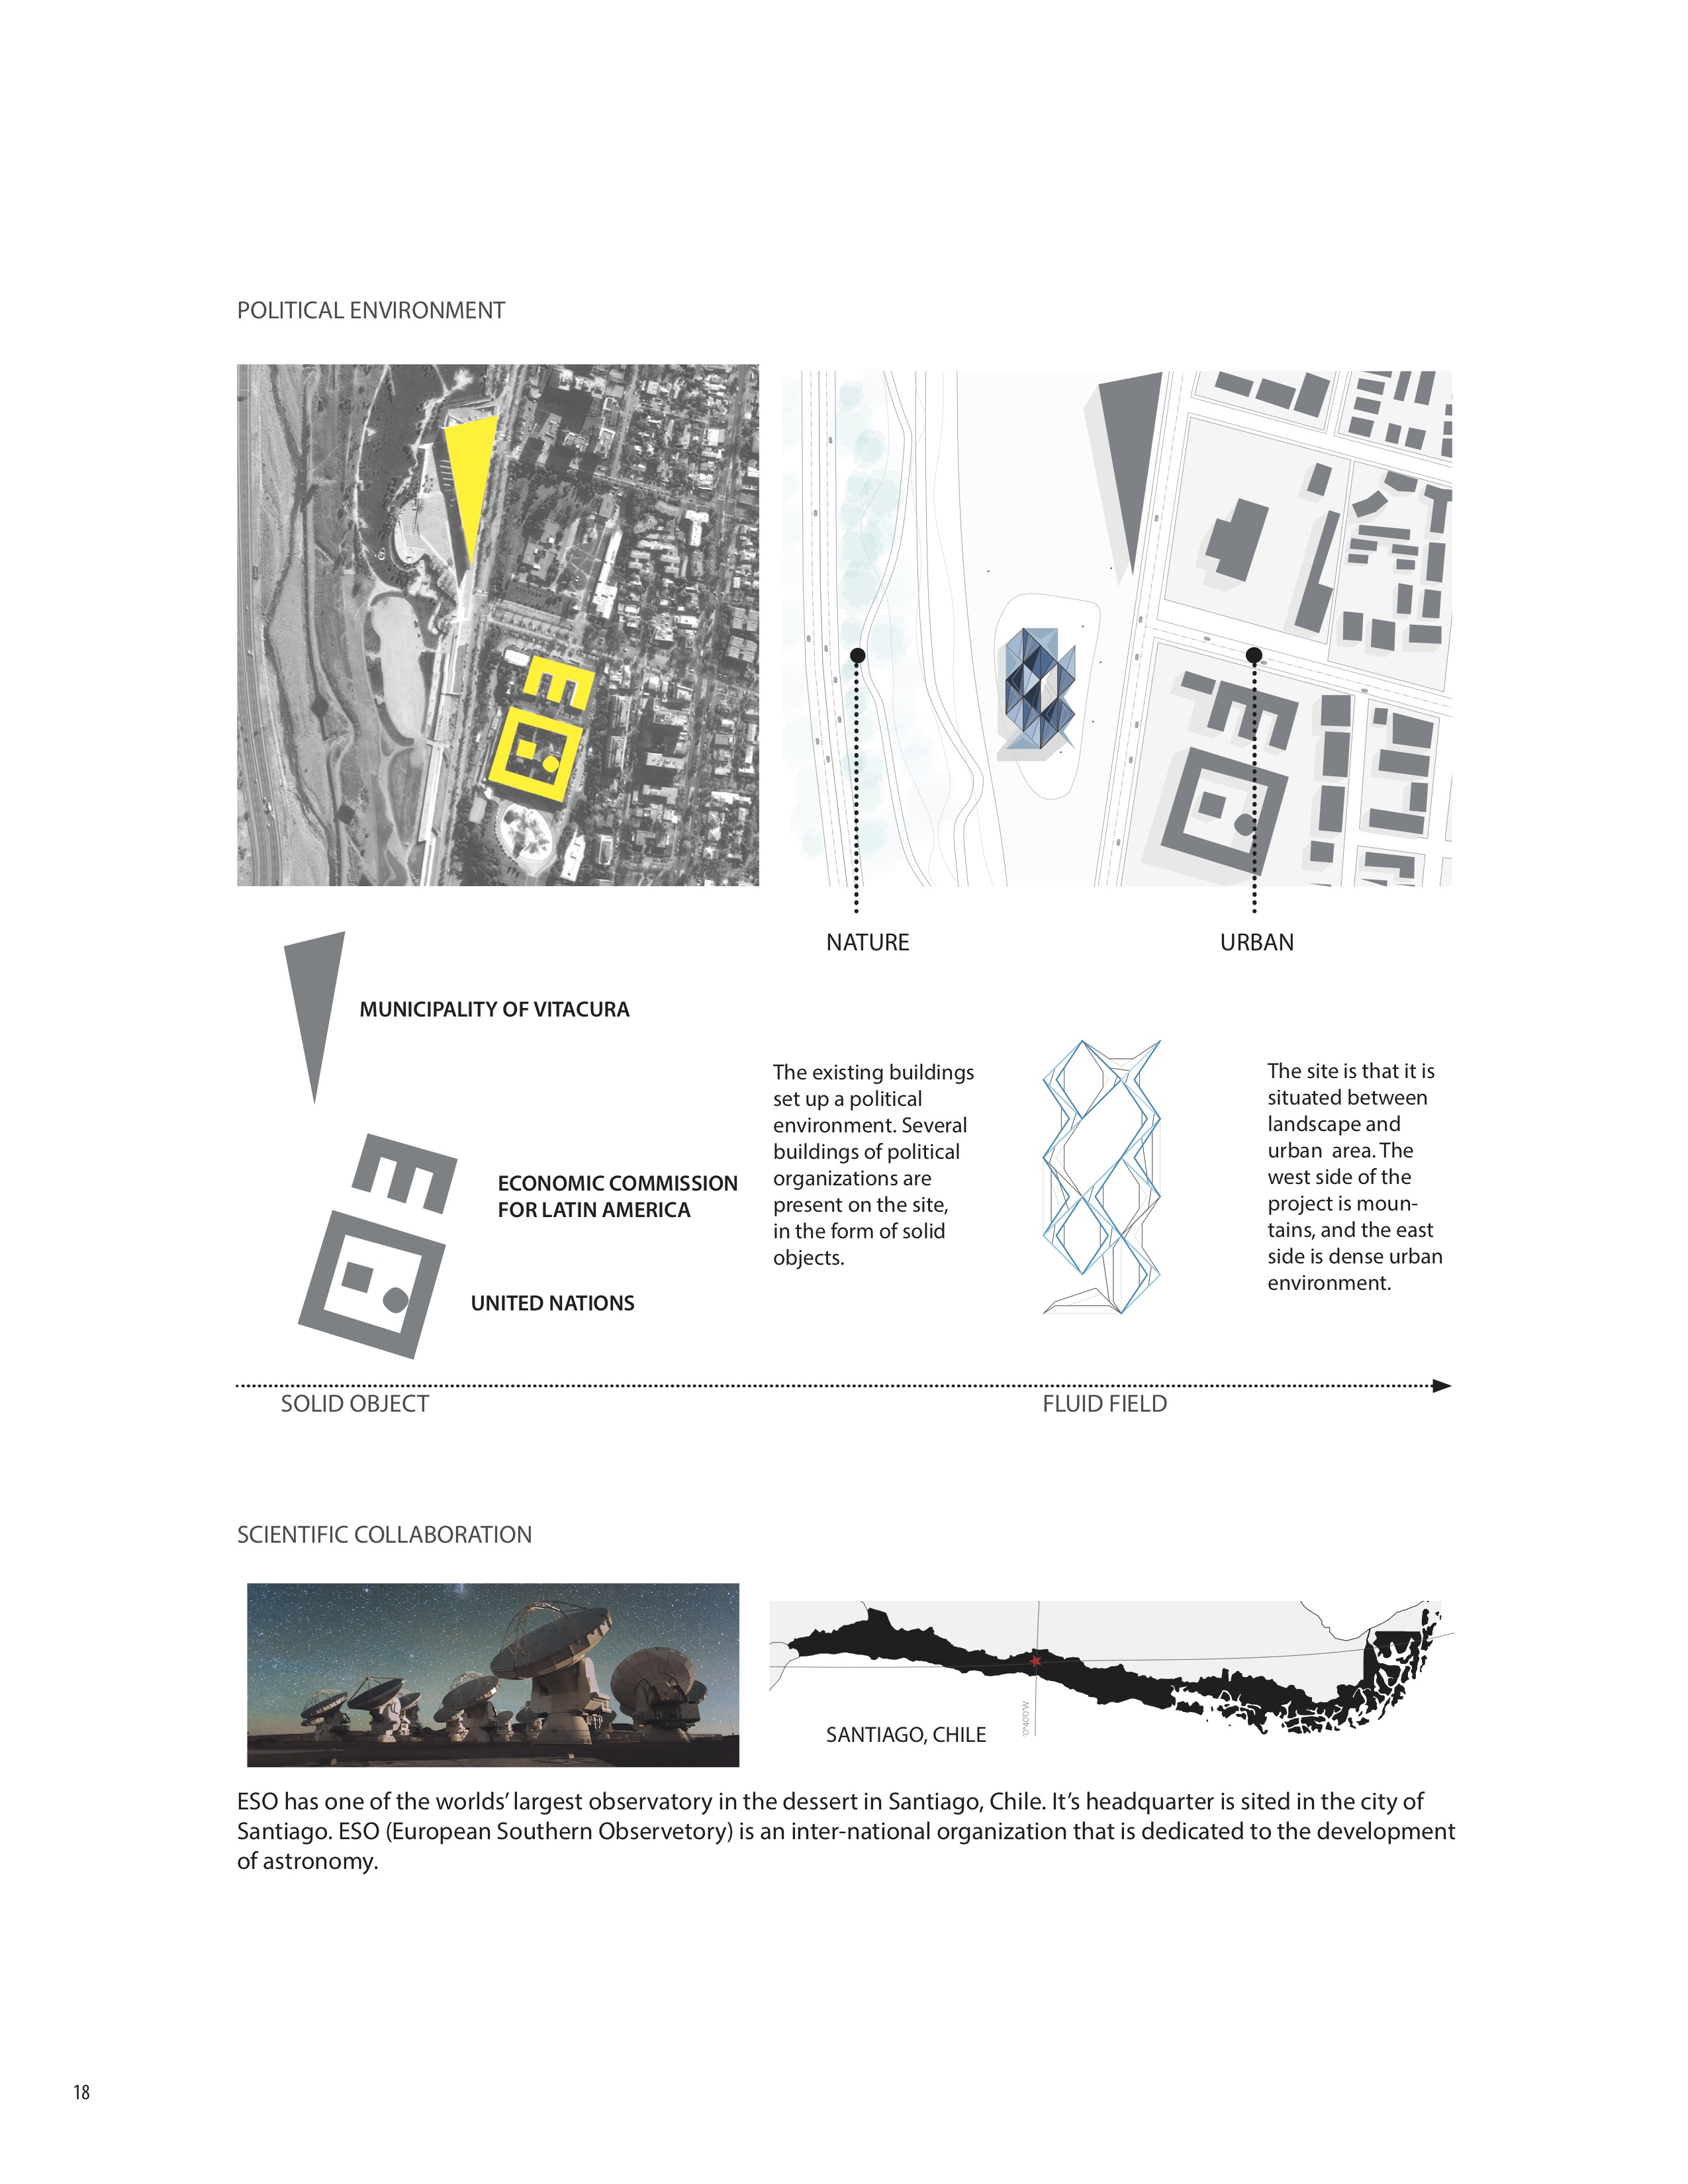 POLITICAL ENVIRONMENT
NATURE
URBAN
MUNICIPALITY OF VITACURA
ECONOMIC COMMISSION
FOR LATIN AMERICA
UNITED NATIONS
The existing buildings
set up a political
environment. Several
buildings of political
organizations are
present on the site,
in the form of solid
objects.
The site is that it is
situated between
landscape and
urban area. The
west side of the
project is moun-
tains, and the east
side is dense urban
environment.
SOLID OBJECT
FLUID FIELD
SCIENTIFIC COLLABORATION
SANTIAGO, CHILE
0°40'0"W
ESO has one of the worlds’ largest observatory in the dessert in Santiago, Chile. It’s headquarter is sited in the city of
Santiago. ESO (European Southern Observetory) is an inter-national organization that is dedicated to the development
of astronomy.
18